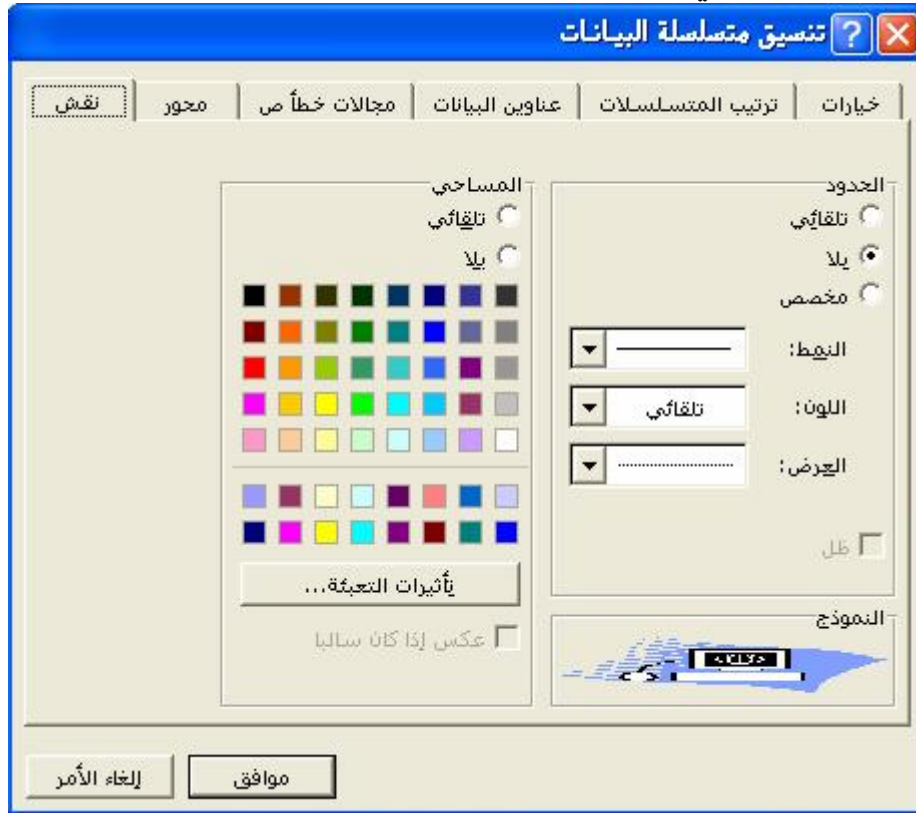 تنسيق متسلسلة البيانات
خيارات
ترتيب المتسلسلات
عناوين البيانات
مجالات خطأ ص
محور
نقش
الحدود
تلقائي
بلا
مخصص
النمط:
اللون:
تلقائي
العرض:
ظل
المساحي
تلقائي
بلا
تأثيرات التعبئة...
عكس إذا كان سالبا
النموذج
موافق
إلغاء الأمر